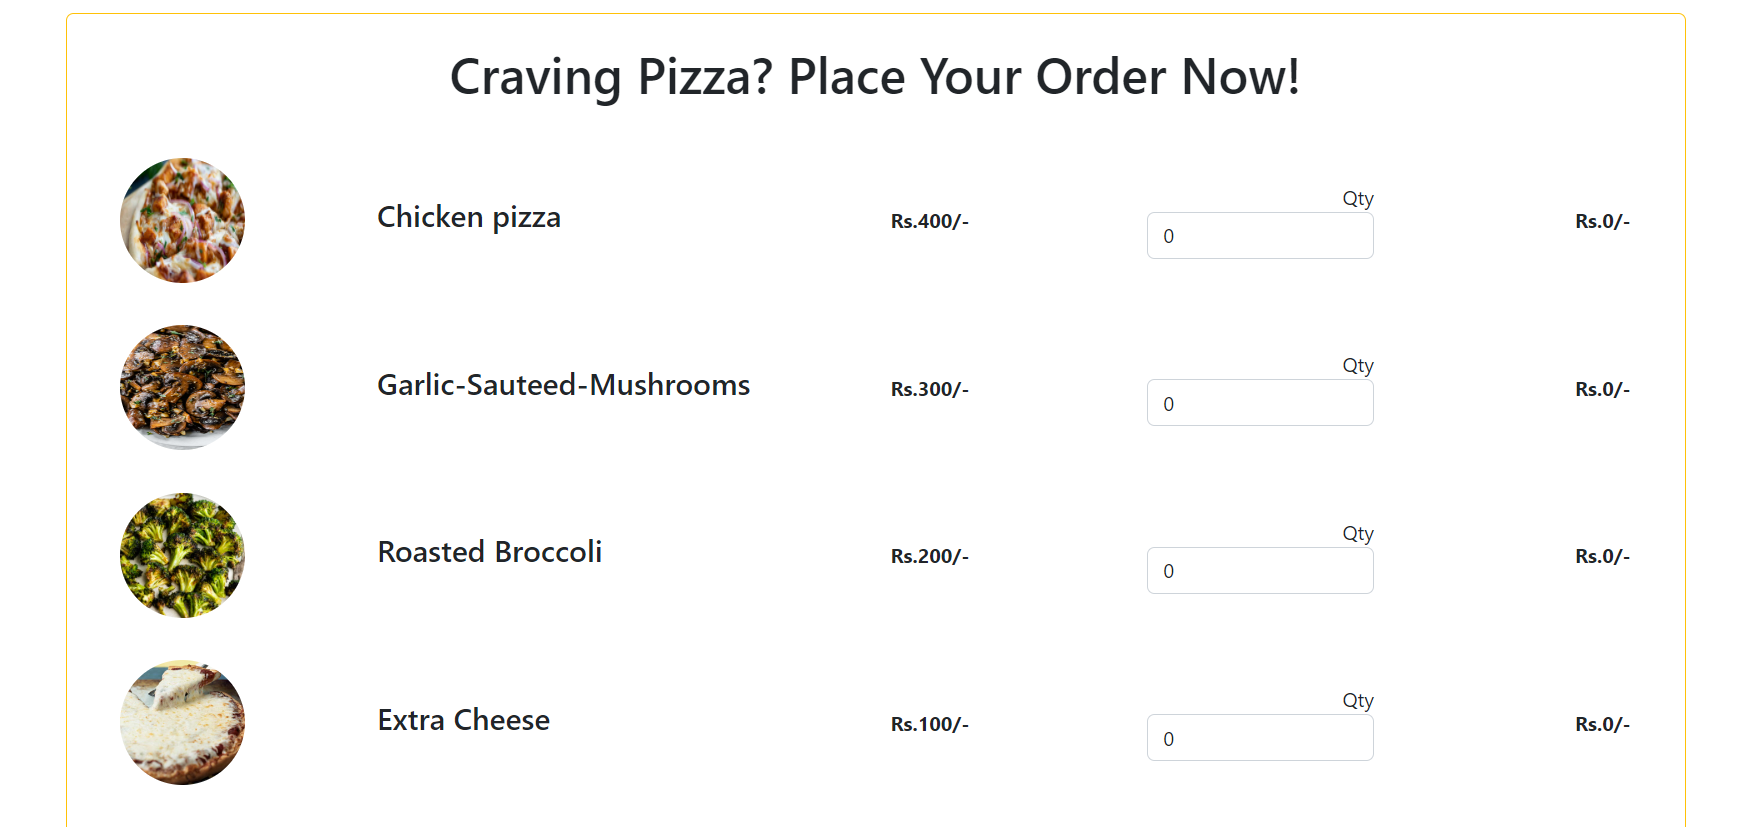 Craving Pizza? Place Your Order Now!
Qty
Chicken pizza Rs.400/- 0 Rs.0/-
Qty
Garlic-Sauteed-Mushrooms Rs.300/- 0 Rs.0/-
Qty
Roasted Broccoli Rs.200/- 0 Rs.0/-
Qty
Extra Cheese Rs.100/- 0 Rs.0/-